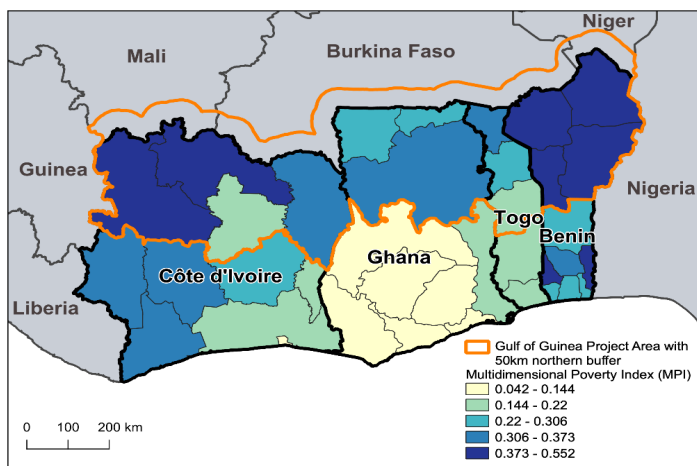 Niger
Mali
Burkina Faso
Guinea
Nigeria
Togo
Benin
Ghana
Côte d'Ivoire
Liberia
Gulf of Guinea Project Area with
50km northern buffer
Multidimensional Poverty Index (MPI)
0.042 - 0.144
0.144 - 0.22
0.22 - 0.306
0.306 - 0.373
0.373 - 0.552
0 100 200 km